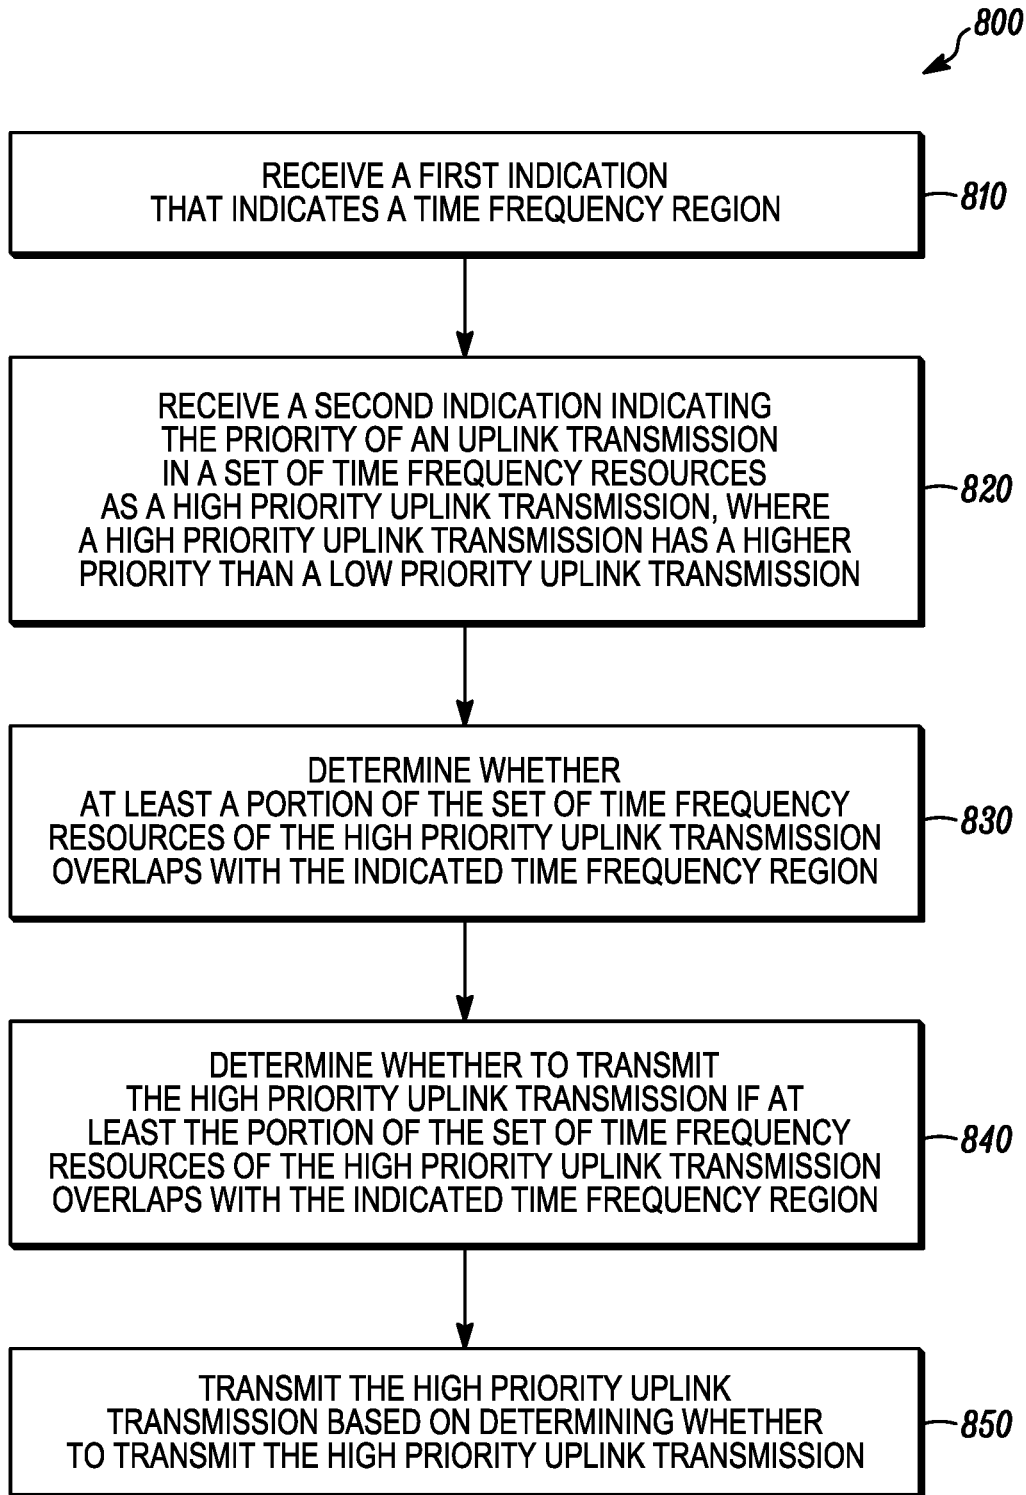 800
RECEIVE A FIRST INDICATION
THAT INDICATES A TIME FREQUENCY REGION
810
RECEIVE A SECOND INDICATION INDICATING
THE PRIORITY OF AN UPLINK TRANSMISSION
IN A SET OF TIME FREQUENCY RESOURCES
AS A HIGH PRIORITY UPLINK TRANSMISSION, WHERE
A HIGH PRIORITY UPLINK TRANSMISSION HAS A HIGHER
PRIORITY THAN A LOW PRIORITY UPLINK TRANSMISSION
820
DETERMINE WHETHER
AT LEAST A PORTION OF THE SET OF TIME FREQUENCY
RESOURCES OF THE HIGH PRIORITY UPLINK TRANSMISSION
OVERLAPS WITH THE INDICATED TIME FREQUENCY REGION
830
DETERMINE WHETHER TO TRANSMIT
THE HIGH PRIORITY UPLINK TRANSMISSION IF AT
LEAST THE PORTION OF THE SET OF TIME FREQUENCY
RESOURCES OF THE HIGH PRIORITY UPLINK TRANSMISSION
OVERLAPS WITH THE INDICATED TIME FREQUENCY REGION
840
TRANSMIT THE HIGH PRIORITY UPLINK
TRANSMISSION BASED ON DETERMINING WHETHER
TO TRANSMIT THE HIGH PRIORITY UPLINK TRANSMISSION
850